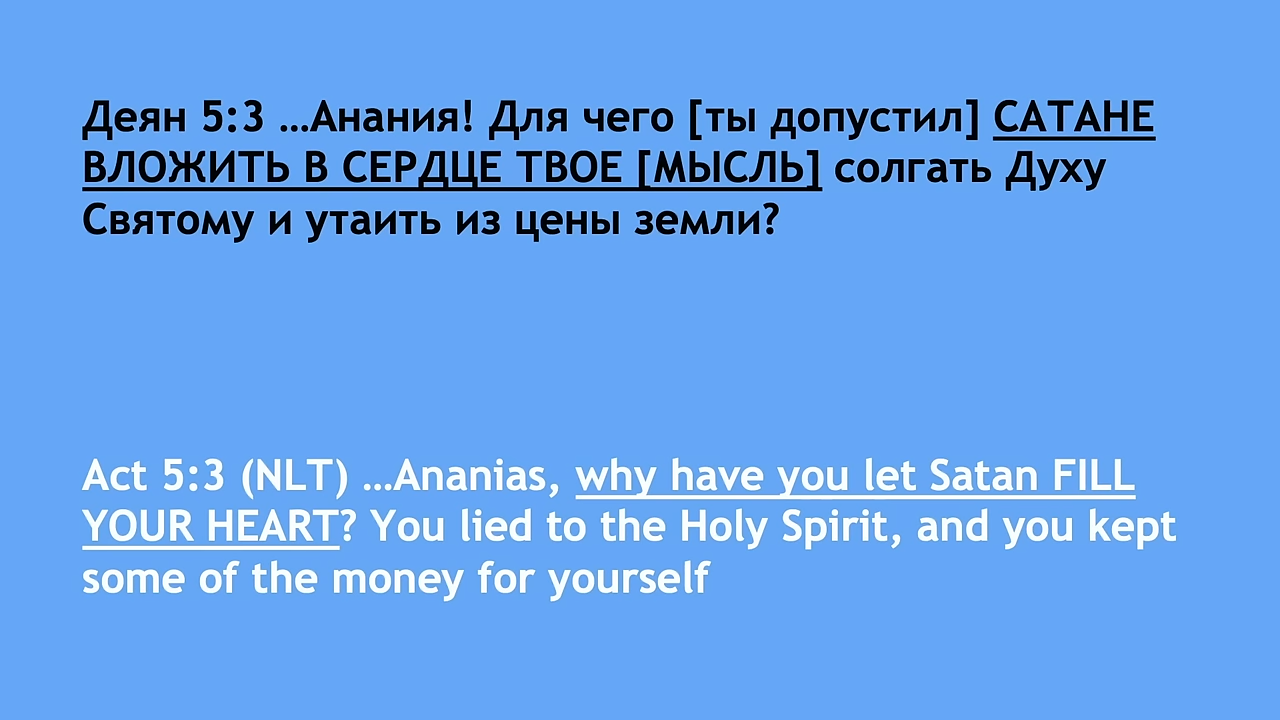 Деян 5:3 …Анания! Для чего [ты допустил] САТАНЕ
ВЛОЖИТЬ В СЕРДЦЕ ТВОЕ [МЫСЛЬ] солгать Духу
Святому и утаить из цены земли?
Act 5:3 (NLT) …Ananias, why have you let Satan FILL
YOUR HEART? You lied to the Holy Spirit, and you kept
some of the money for yourself